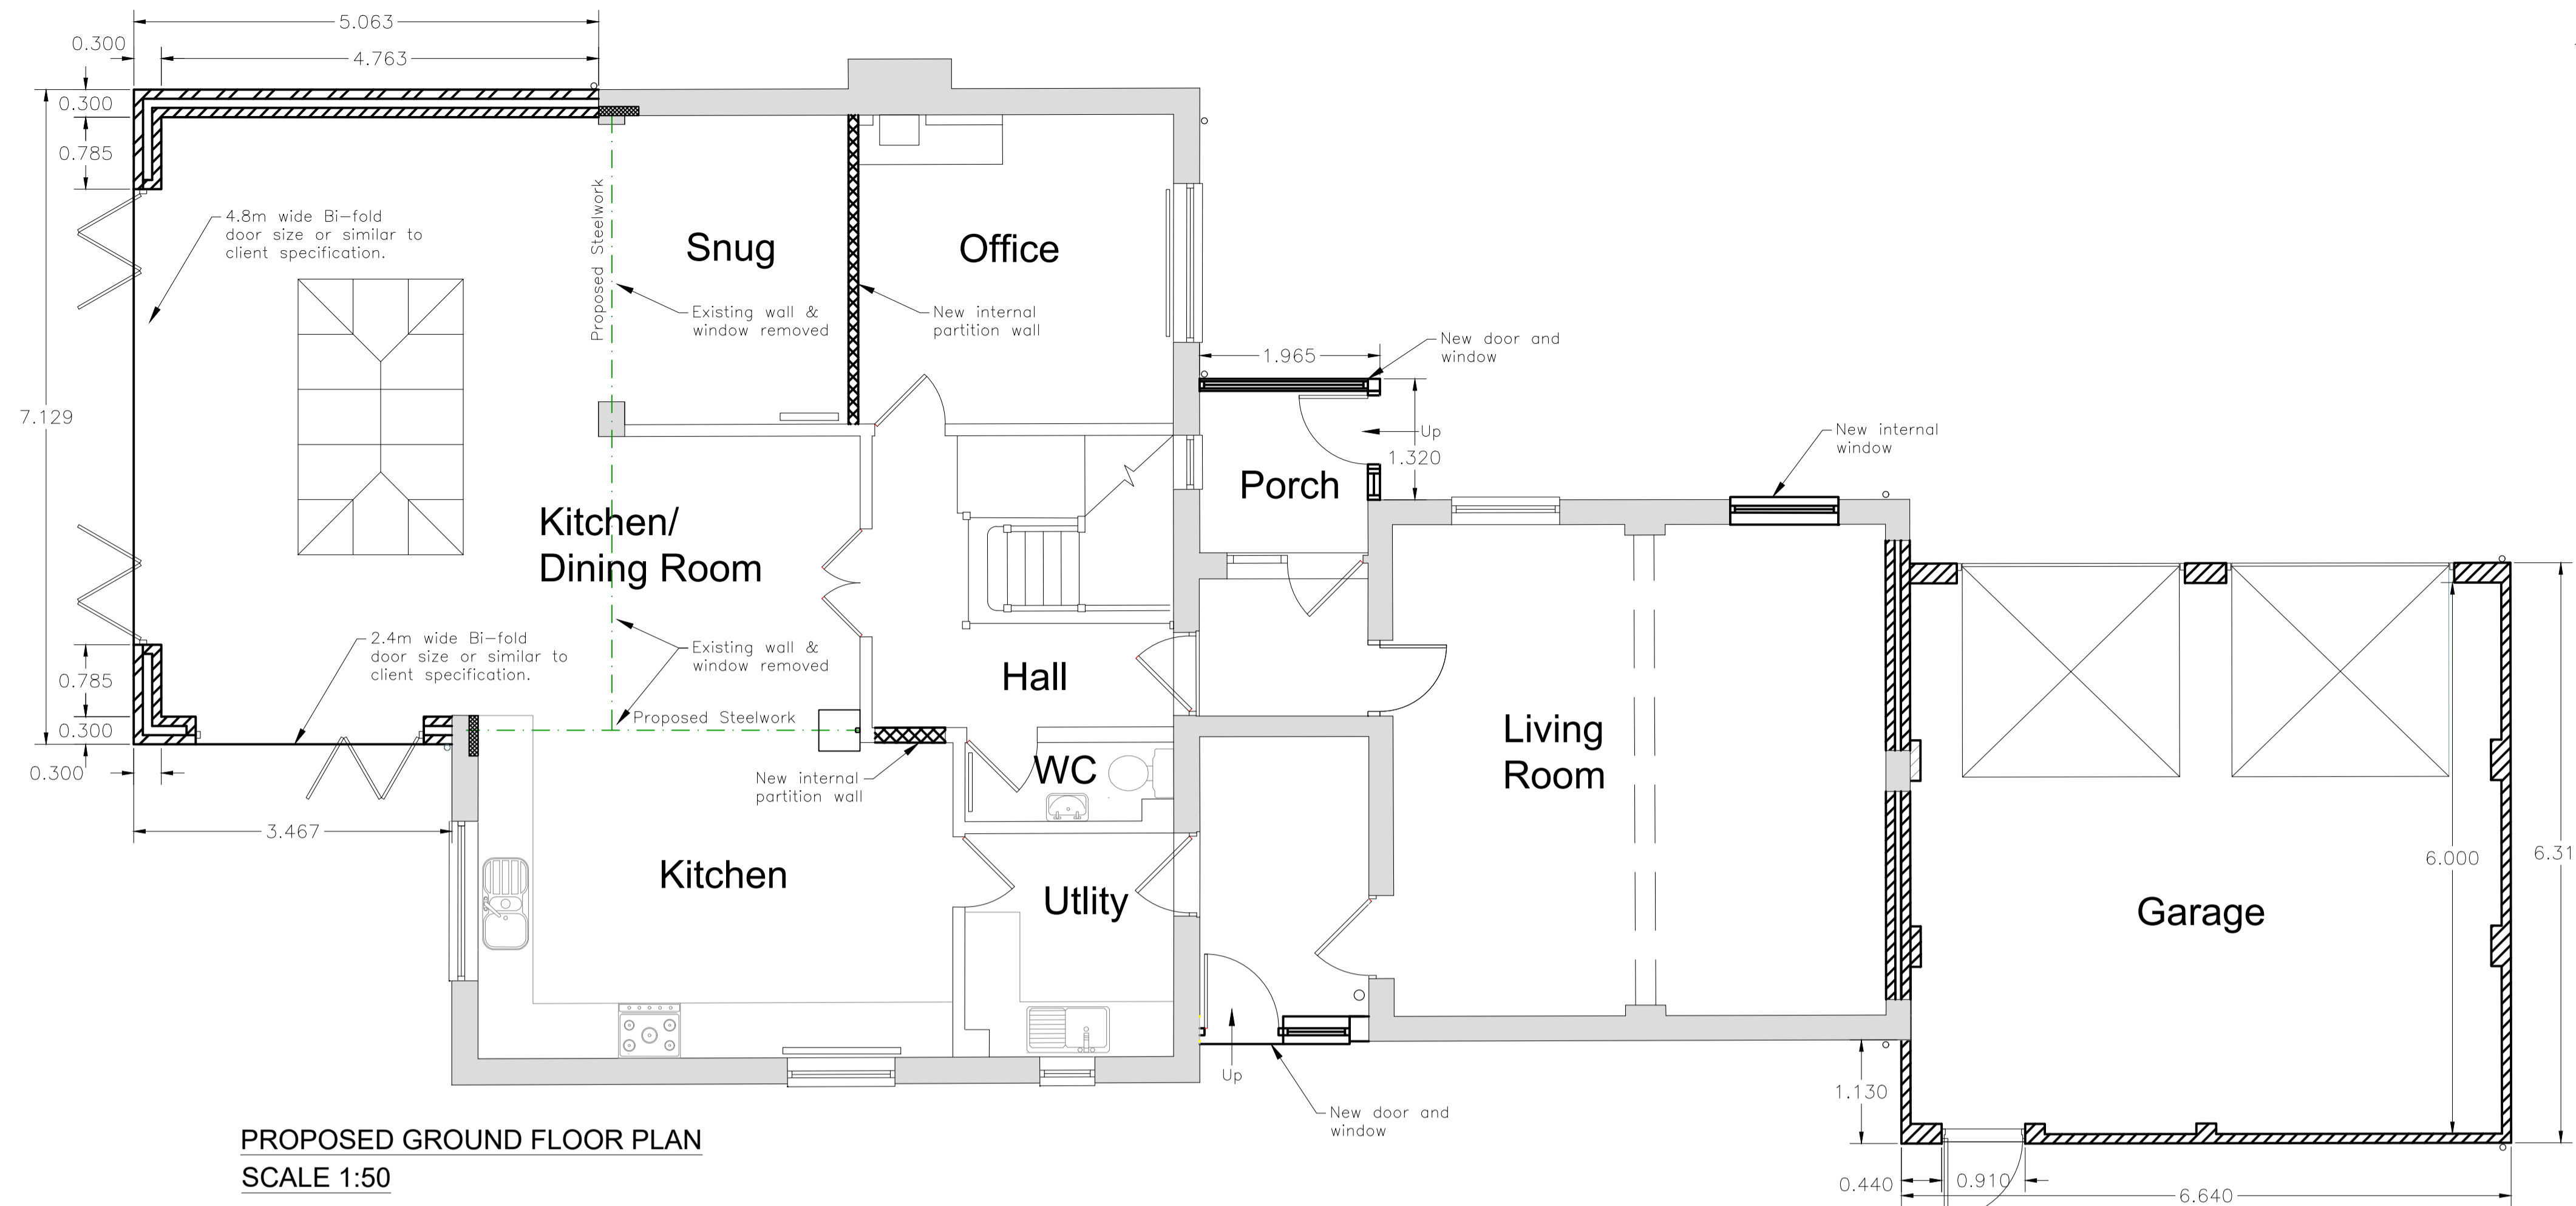 5.063
0.300
4.763
0.300
0.785
7.129
4.8m wide Bi-fold
door size or similar to
client specification.
Proposed Steelwork
Snug
Office
Existing wall &
window removed
New internal
partition wall
1.965
New door and
window
Up
1.320
Porch
New internal
window
Kitchen/
Dining Room
2.4m wide Bi-fold
door size or similar to
client specification.
Existing wall &
window removed
0.785
0.300
0.300
Proposed Steelwork
Hall
WC
New internal
partition wall
3.467
Kitchen
Utlity
Living
Room
6.000
6.31
Garage
Up
1.130
New door and
window
0.440
0.910
6.640
PROPOSED GROUND FLOOR PLAN
SCALE 1:50